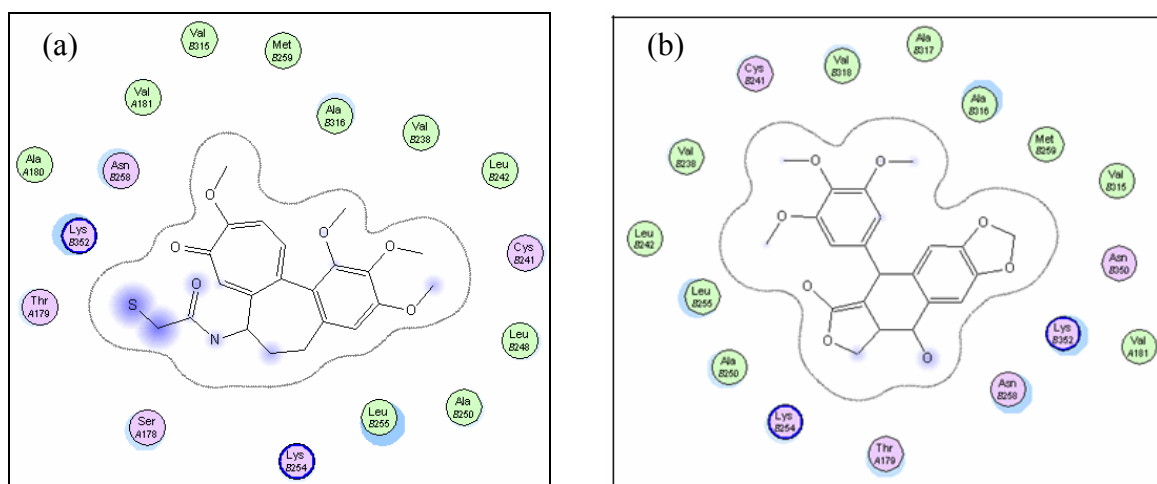 (a)
Val
B315
Met
B259
Val
A181
Ala
B316
Val
B238
Ala
A180
Asn
B258
Leu
B242
Lys
B352
Cys
B241
Thr
A179
Leu
B248
Ser
A178
Leu
B255
Ala
B250
Lys
B254
O
O
O
O
O
O
S
N
(b)
Ala
B317
Cys
B241
Val
B318
Ala
B316
Met
B259
Val
B238
Val
B315
Leu
B242
Asn
B350
Leu
B255
Lys
B352
Val
A181
Ala
B250
Asn
B258
Lys
B254
Thr
A179
O
O
O
O
O
O
O
O